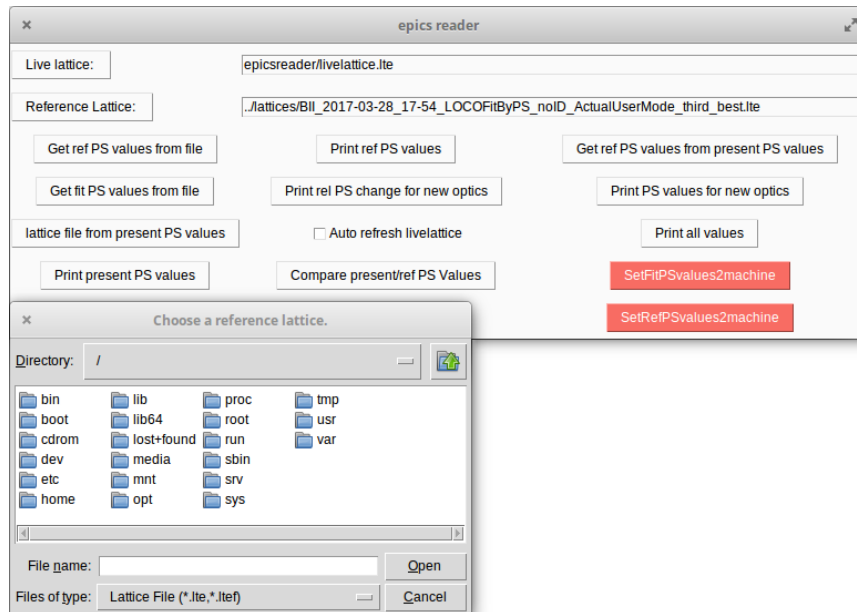 epics reader
Live lattice: epicsreader/livelattice.lte
Reference Lattice: ../lattices/BII_2017-03-28_17-54_LOCOFitByPS_noID_ActualUserMode_third_best.lte
Get ref PS values from file Print ref PS values Get ref PS values from present PS values
Get fit PS values from file Print rel PS change for new optics Print PS values for new optics
lattice file from present PS values Auto refresh livelattice Print all values
Print present PS values Compare present/ref PS Values SetFitPSvalues2machine
SetRefPSvalues2machine
Choose a reference lattice.
Directory: /
bin lib proc tmp
boot lib64 root usr
cdrom lost+found run var
dev media sbin
etc mnt srv
home opt sys
File name: Open
Files of type: Lattice File (*.lte,*.ltef) Cancel